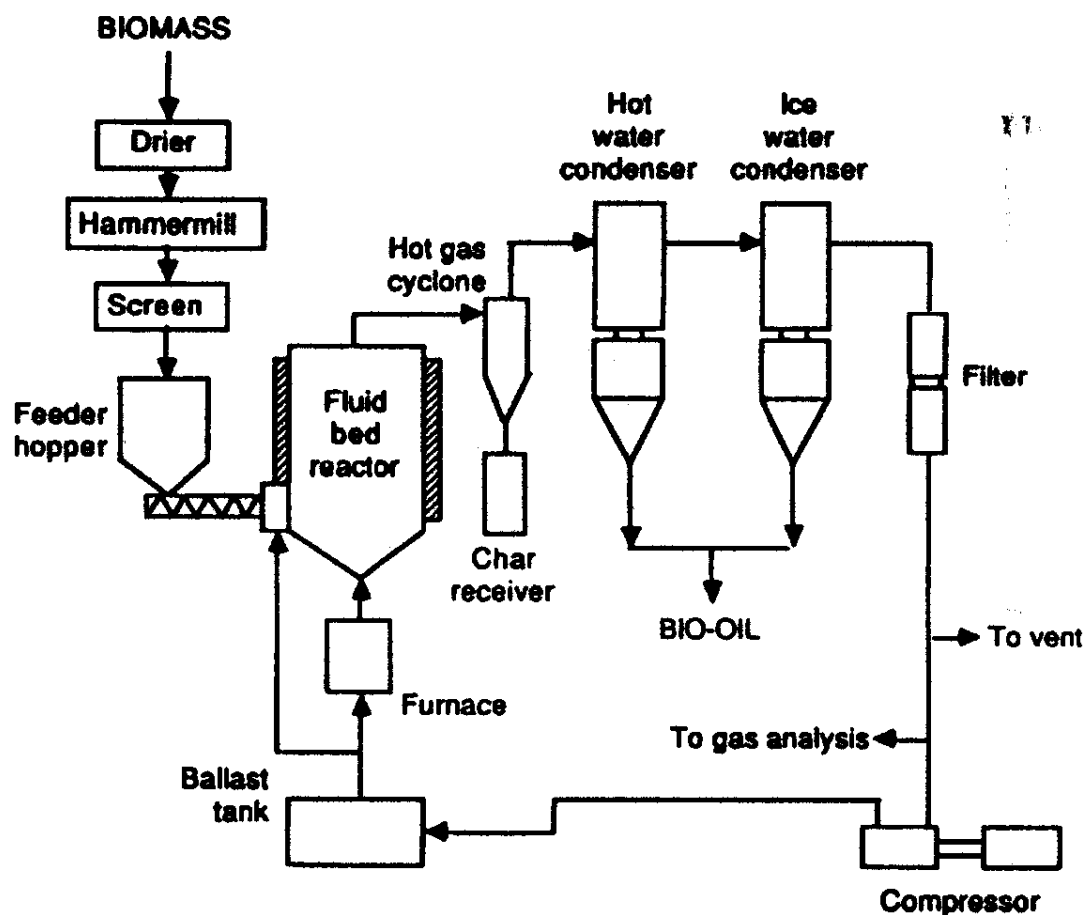 BIOMASS
Drier
Hammermill
Screen
Feeder
hopper
Fluid
bed
reactor
Hot gas
cyclone
Char
receiver
Hot
water
condenser
Ice
water
condenser
Filter
BIO-OIL
To vent
To gas analysis
Furnace
Ballast
tank
Compressor